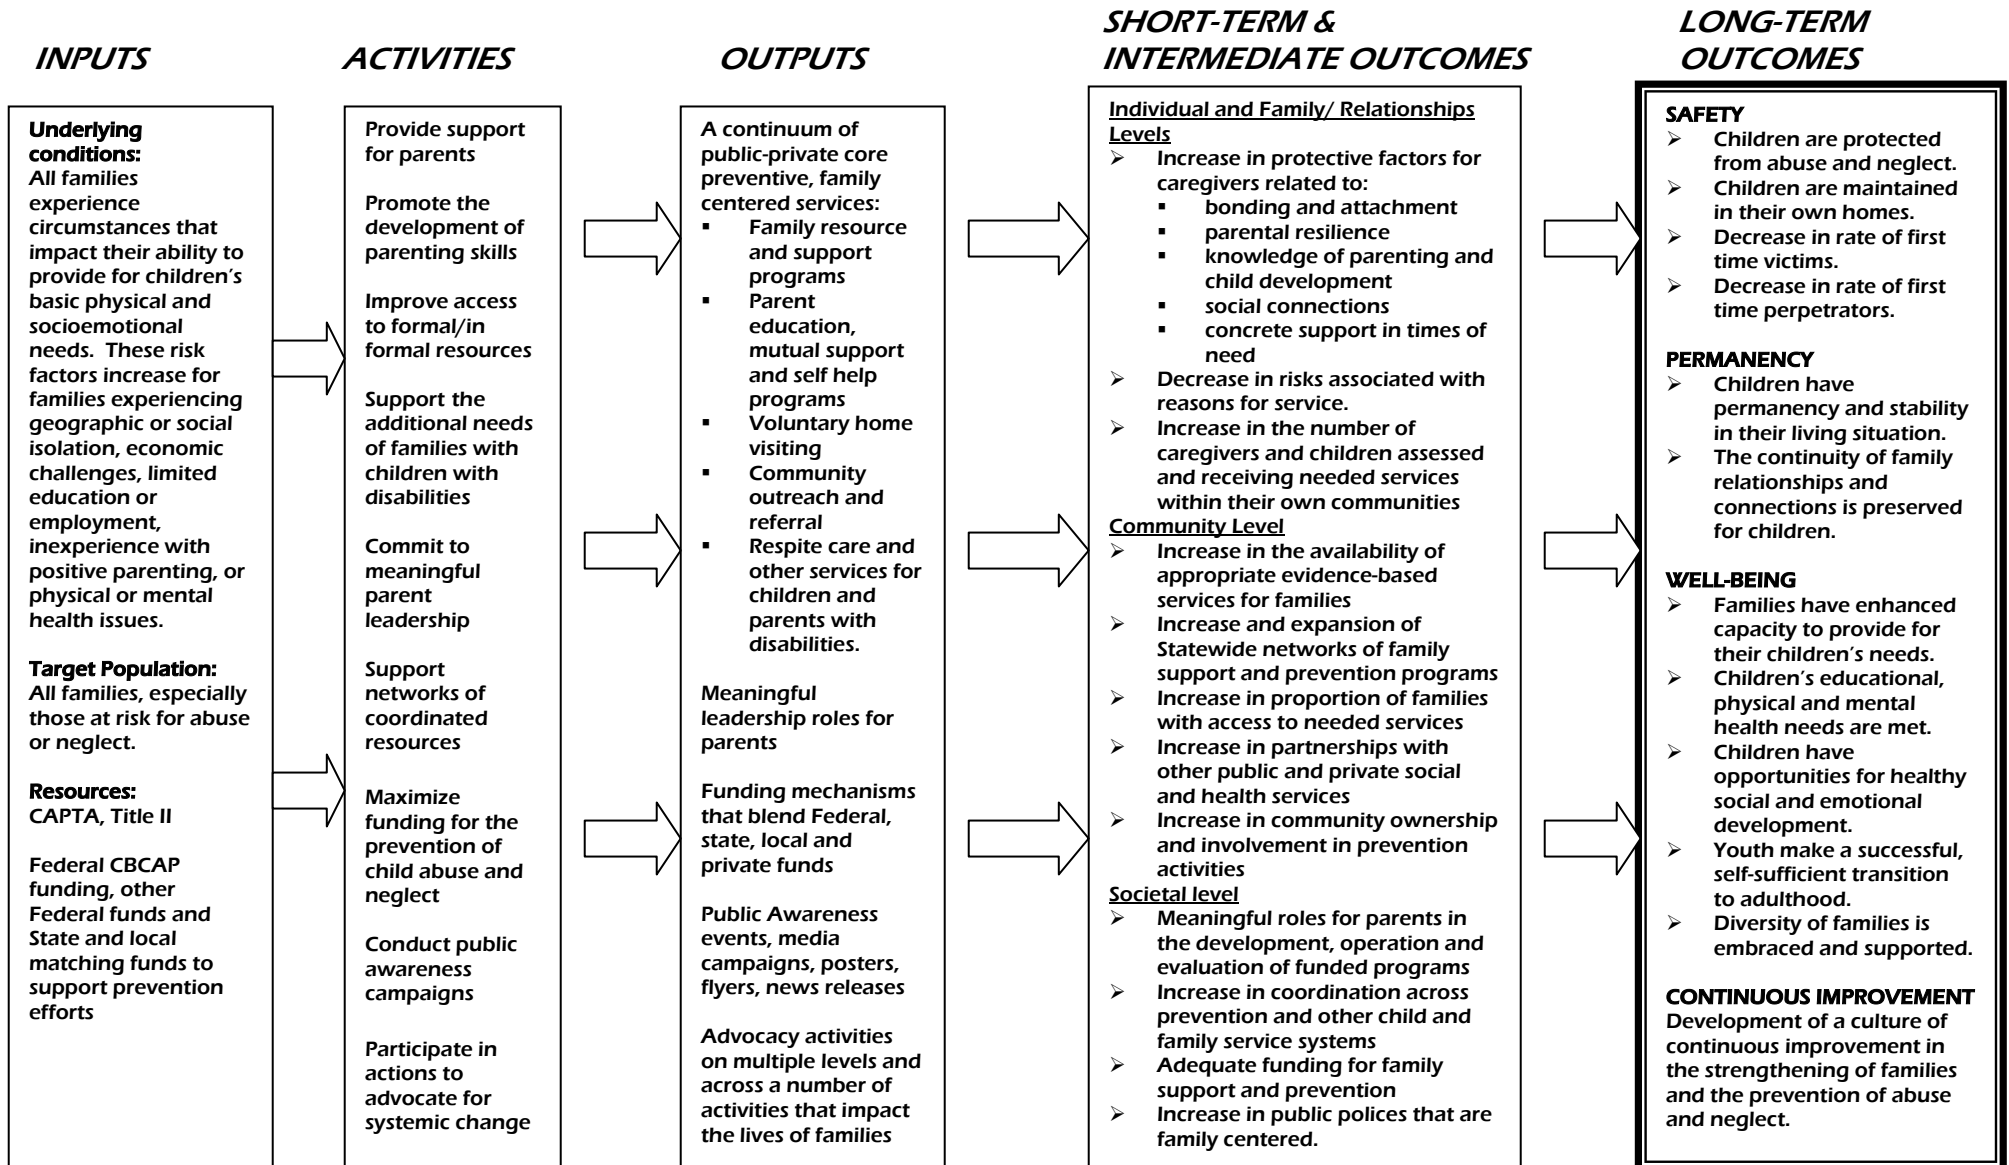 INPUTS
ACTIVITIES
OUTPUTS
SHORT-TERM &
INTERMEDIATE OUTCOMES
LONG-TERM
OUTCOMES
Underlying
conditions:
All families
experience
circumstances that
impact their ability to
provide for children's
basic physical and
socioemotional
needs.  These risk
factors increase for
families experiencing
geographic or social
isolation, economic
challenges, limited
education or
employment,
inexperience with
positive parenting, or
physical or mental
health issues.
Target Population:
All families, especially
those at risk for abuse
or neglect.
Resources:
CAPTA, Title II
Federal CBCAP
funding, other
Federal funds and
State and local
matching funds to
support prevention
efforts
Provide support
for parents
Promote the
development of
parenting skills
Improve access
to formal/in
formal resources
Support the
additional needs
of families with
children with
disabilities
Commit to
meaningful
parent
leadership
Support
networks of
coordinated
resources
Maximize
funding for the
prevention of
child abuse and
neglect
Conduct public
awareness
campaigns
Participate in
actions to
advocate for
systemic change
A continuum of
public-private core
preventive, family
centered services:
▪ Family resource
and support
programs
▪ Parent
education,
mutual support
and self help
programs
▪ Voluntary home
visiting
▪ Community
outreach and
referral
▪ Respite care and
other services for
children and
parents with
disabilities.
Meaningful
leadership roles for
parents
Funding mechanisms
that blend Federal,
state, local and
private funds
Public Awareness
events, media
campaigns, posters,
flyers, news releases
Advocacy activities
on multiple levels and
across a number of
activities that impact
the lives of families
Individual and Family/ Relationships
Levels
➢ Increase in protective factors for
caregivers related to:
▪ bonding and attachment
▪ parental resilience
▪ knowledge of parenting and
child development
▪ social connections
▪ concrete support in times of
need
➢ Decrease in risks associated with
reasons for service.
➢ Increase in the number of
caregivers and children assessed
and receiving needed services
within their own communities
Community Level
➢ Increase in the availability of
appropriate evidence-based
services for families
➢ Increase and expansion of
Statewide networks of family
support and prevention programs
➢ Increase in proportion of families
with access to needed services
➢ Increase in partnerships with
other public and private social
and health services
➢ Increase in community ownership
and involvement in prevention
activities
Societal level
➢ Meaningful roles for parents in
the development, operation and
evaluation of funded programs
➢ Increase in coordination across
prevention and other child and
family service systems
➢ Adequate funding for family
support and prevention
➢ Increase in public polices that are
family centered.
SAFETY
➢ Children are protected
from abuse and neglect.
➢ Children are maintained
in their own homes.
➢ Decrease in rate of first
time victims.
➢ Decrease in rate of first
time perpetrators.
PERMANENCY
➢ Children have
permanency and stability
in their living situation.
➢ The continuity of family
relationships and
connections is preserved
for children.
WELL-BEING
➢ Families have enhanced
capacity to provide for
their children's needs.
➢ Children's educational,
physical and mental
health needs are met.
➢ Children have
opportunities for healthy
social and emotional
development.
➢ Youth make a successful,
self-sufficient transition
to adulthood.
➢ Diversity of families is
embraced and supported.
CONTINUOUS IMPROVEMENT
Development of a culture of
continuous improvement in
the strengthening of families
and the prevention of abuse
and neglect.